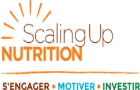 Scaling Up
NUTRITION
S'ENGAGER • MOTIVER • INVESTIR